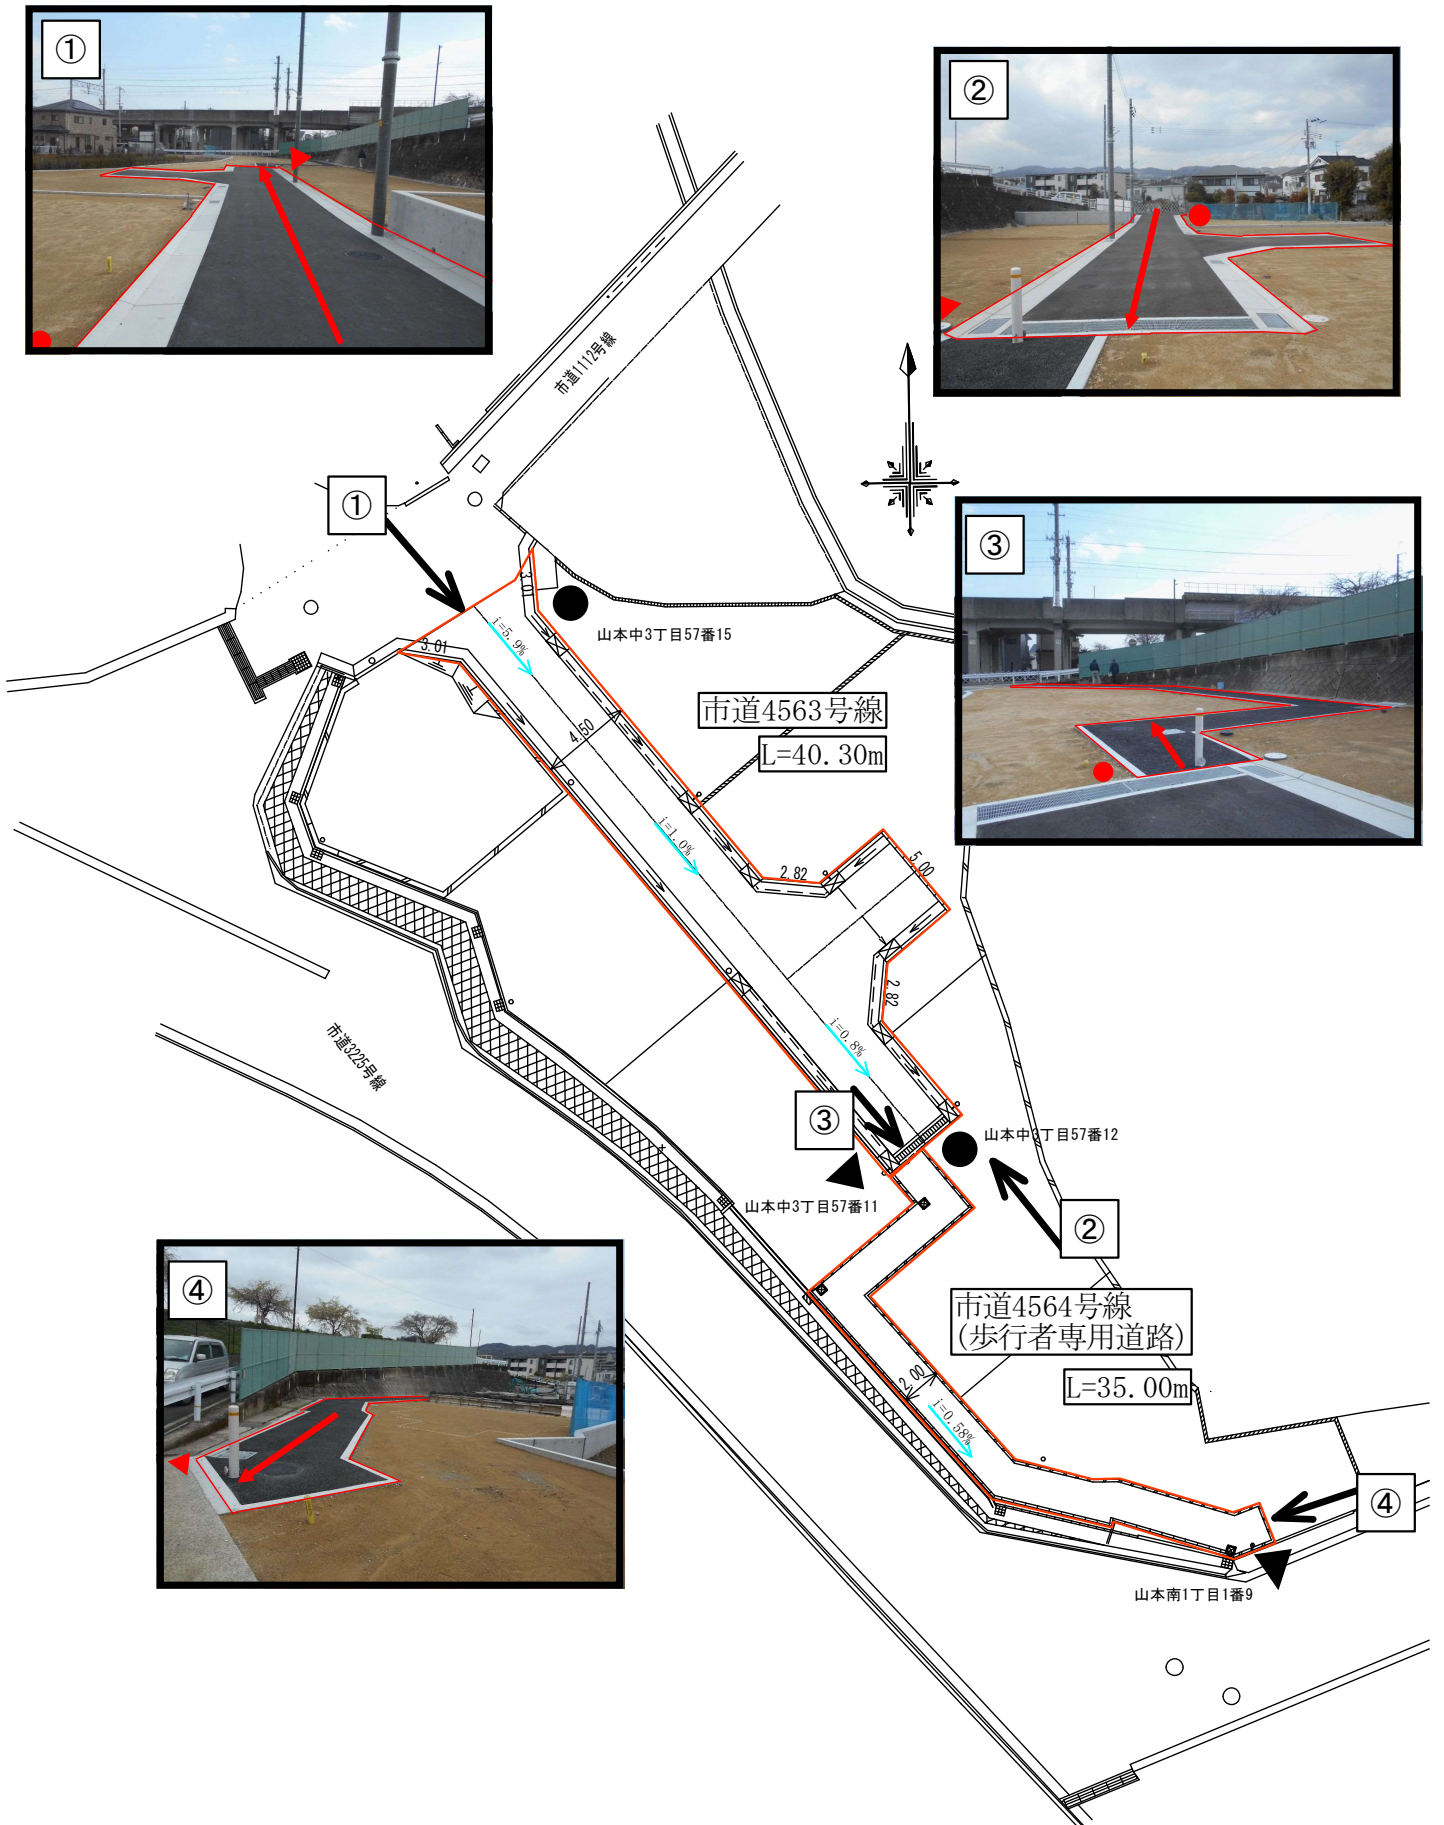 ①
②
市道1112号線
①
③
3.01
山本中3丁目57番15
i=5.9%
3.01
市道4563号線
4.50
L=40.30m
i=1.0%
2.82
5.00
2.82
i=0.8%
市道3225号線
③
山本中3丁目57番12
山本中3丁目57番11
②
④
市道4564号線
(歩行者専用道路)
2.00
L=35.00m
i=0.58%
④
山本南1丁目1番9